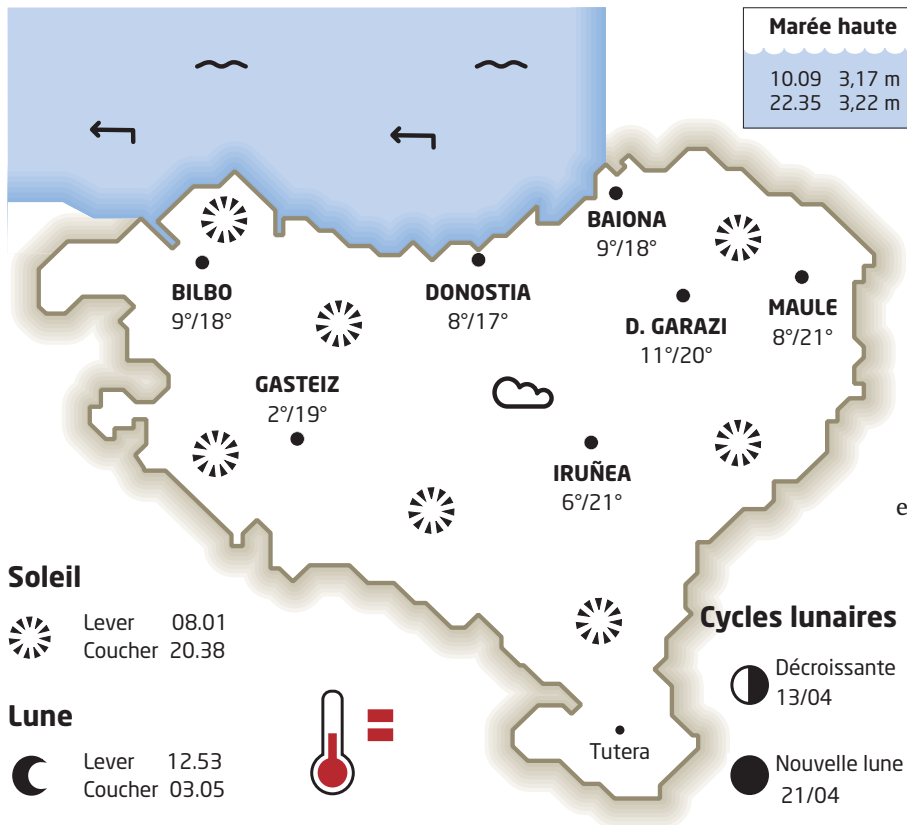 Marée haute
10.09 3,17 m
22.35 3,22 m
BAIONA
9°/18°
BILBO
9°/18°
DONOSTIA
8°/17°
D. GARAZI
11°/20°
MAULE
8°/21°
GASTEIZ
2°/19°
IRUÑEA
6°/21°
e
Soleil
Lever 08.01
Coucher 20.38
Lune
Lever 12.53
Coucher 03.05
Tutera
Cycles lunaires
Décroissante
13/04
Nouvelle lune
21/04